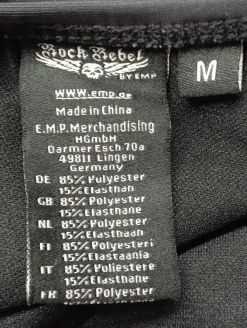 Rock Rebel
BY EMP
M
www.emp.de
Made in China
E.M.P. Merchandising
HGmbH
Darmer Esch 70a
49811 Lingen
Germany
DE 85% Polyester
15% Elasthan
GB 85% Polyester
15% Elasthane
NL 85% Polyester
15% Elasthaan
FI 85% Polyesteri
15% Elastaania
IT 85% Poliestere
15% Elastane
FR 85% Polyester